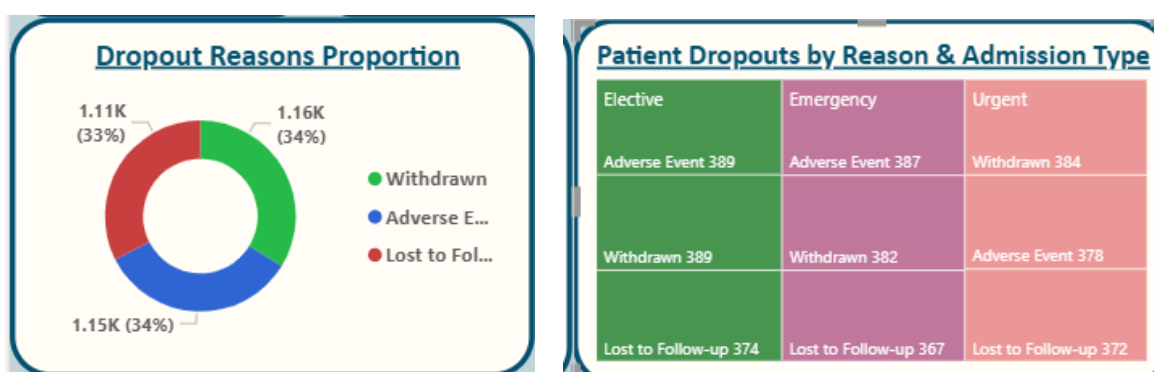 Dropout Reasons Proportion
1.11K
(33%)
1.16K
(34%)
Withdrawn
Adverse E...
Lost to Fol...
1.15K (34%)
Patient Dropouts by Reason & Admission Type
Elective
Emergency
Urgent
Adverse Event 389
Adverse Event 387
Withdrawn 384
Withdrawn 389
Withdrawn 382
Adverse Event 378
Lost to Follow-up 374
Lost to Follow-up 367
Lost to Follow-up 372